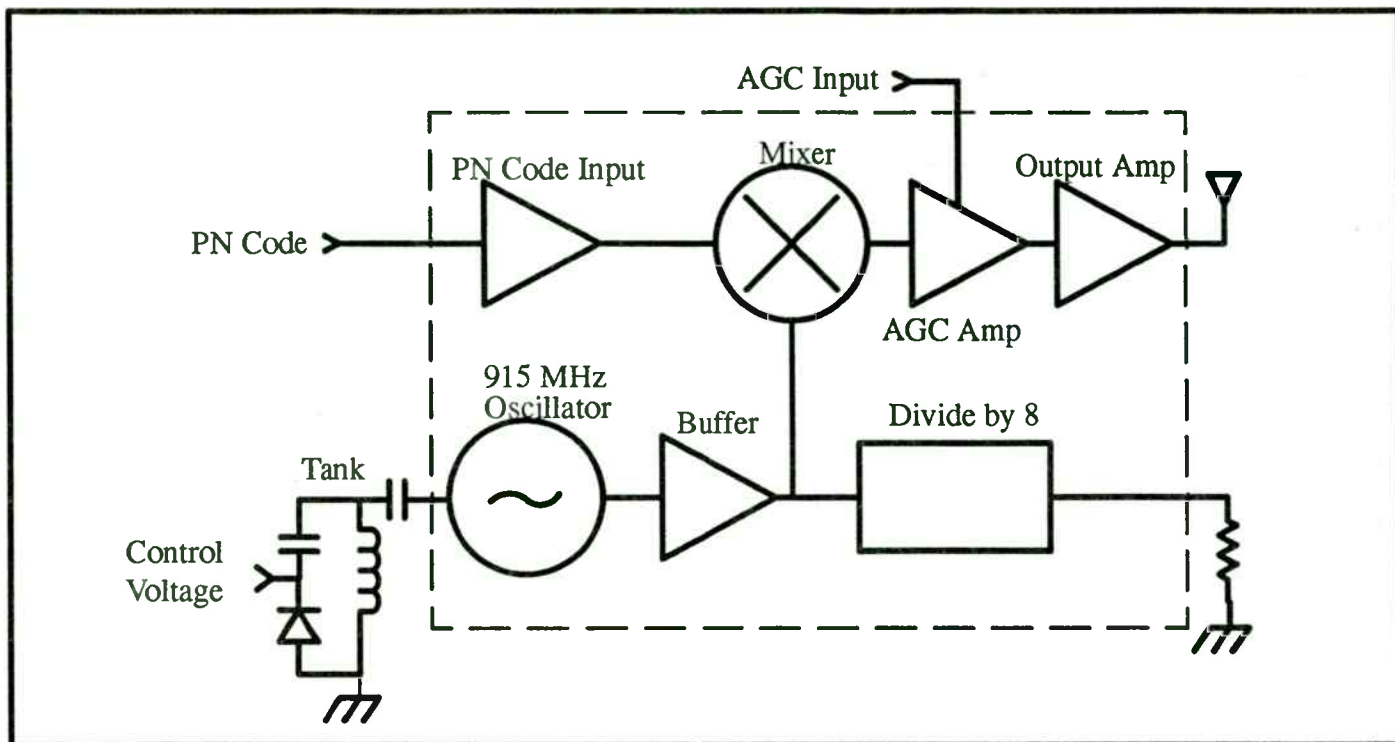 AGC Input
Mixer
PN Code Input
Output Amp
PN Code
AGC Amp
915 MHz
Oscillator
Buffer
Divide by 8
Tank
Control
Voltage